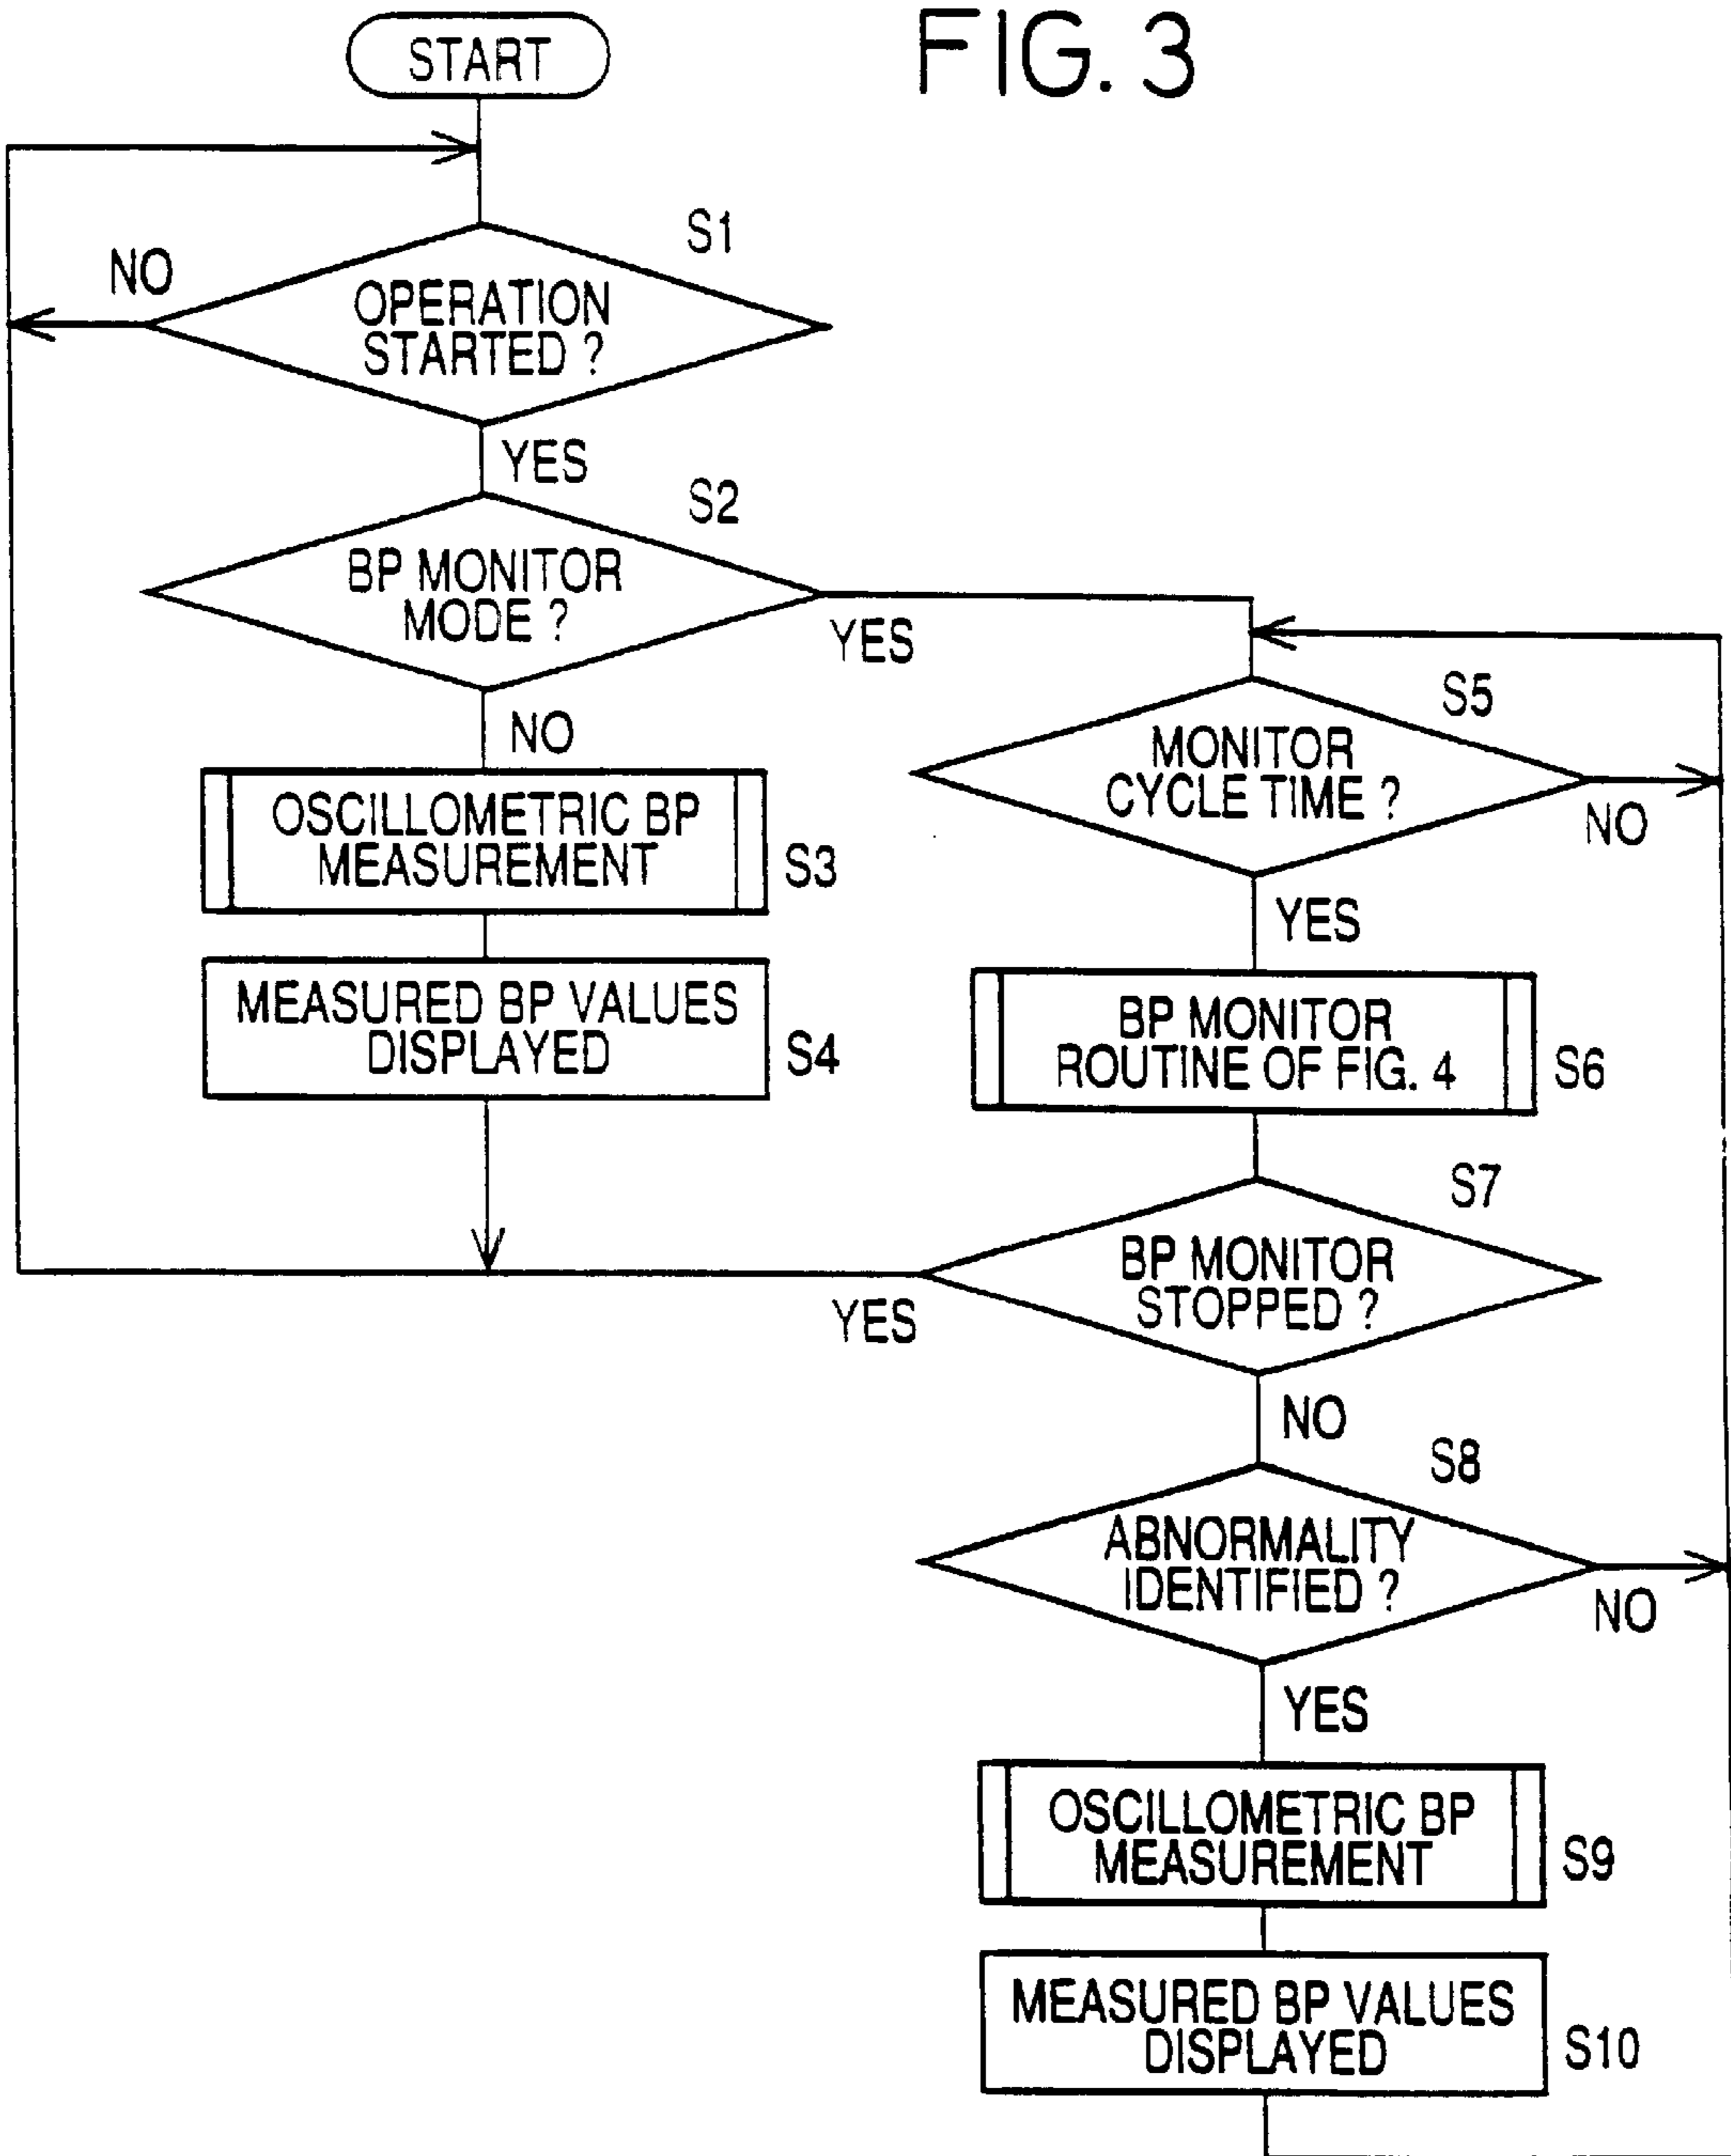 FIG. 3
START
S1
NO
OPERATION
STARTED ?
YES
S2
BP MONITOR
MODE ?
YES
NO
OSCILLOMETRIC BP
MEASUREMENT
S3
MEASURED BP VALUES
DISPLAYED
S4
S5
MONITOR
CYCLE TIME ?
NO
YES
BP MONITOR
ROUTINE OF FIG. 4
S6
S7
BP MONITOR
STOPPED ?
YES
NO
S8
ABNORMALITY
IDENTIFIED ?
NO
YES
OSCILLOMETRIC BP
MEASUREMENT
S9
MEASURED BP VALUES
DISPLAYED
S10